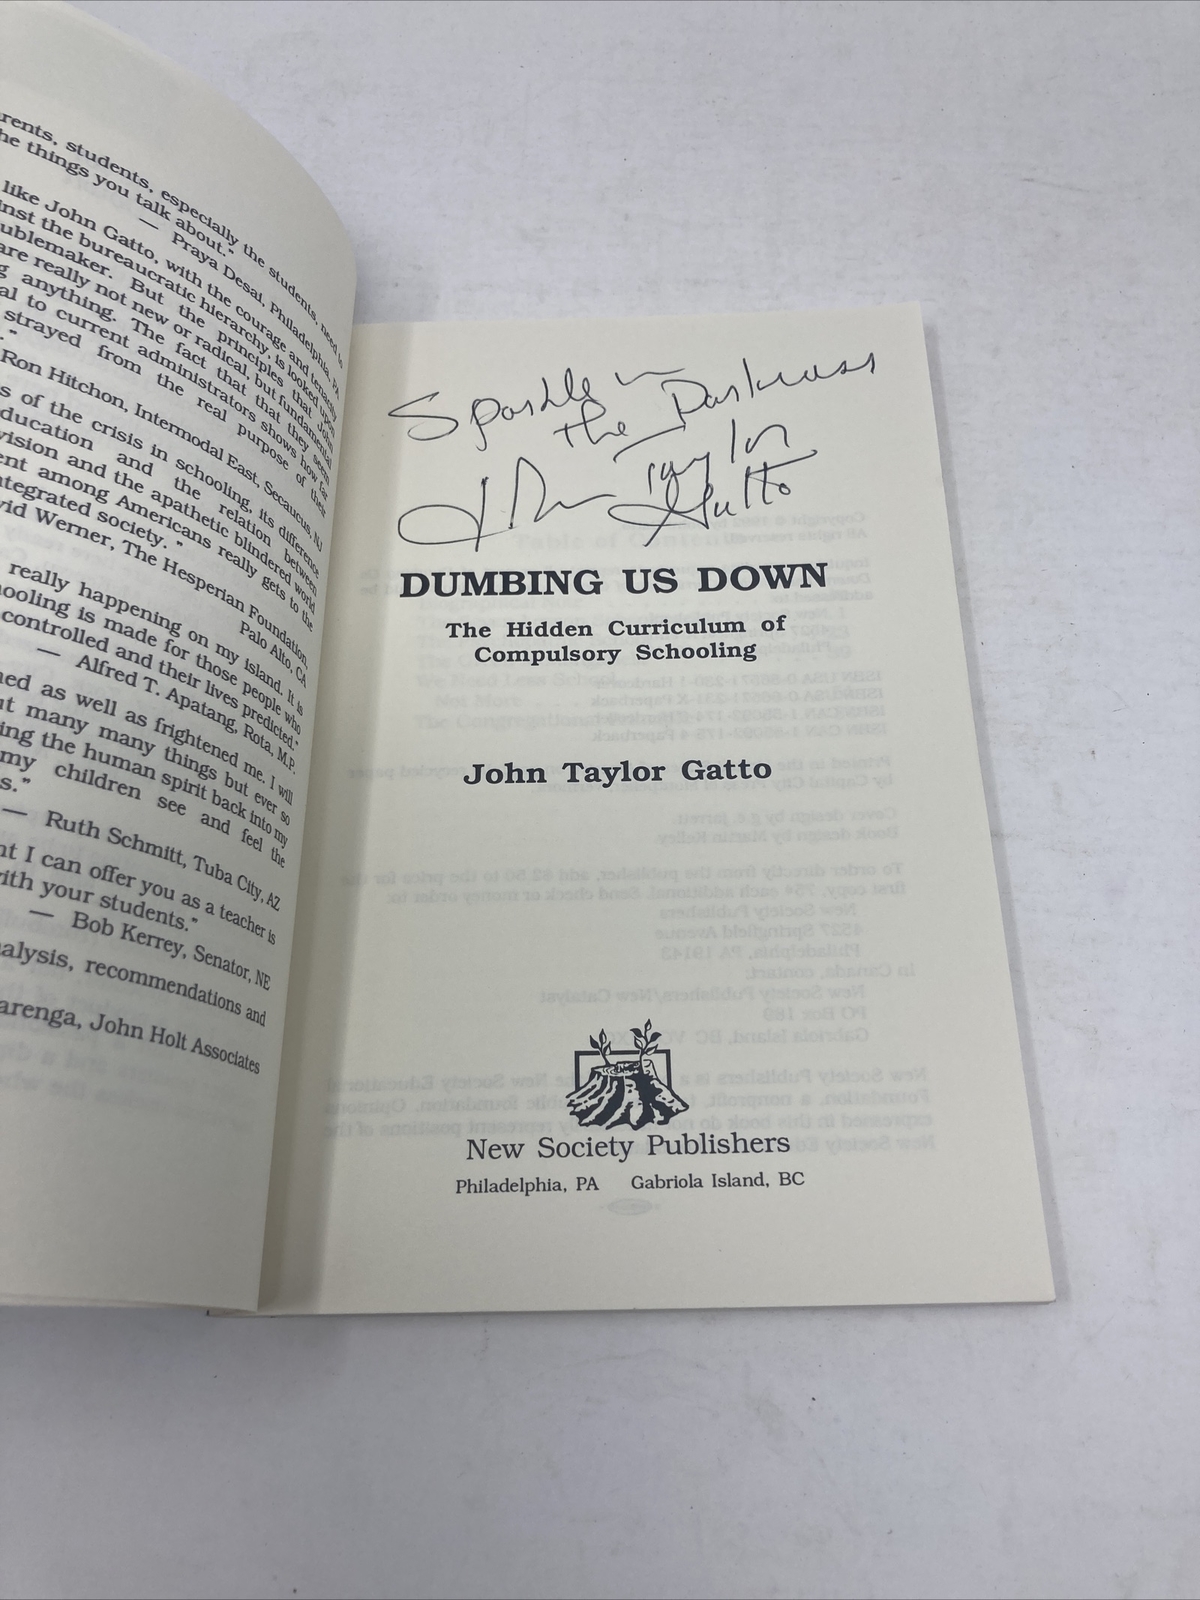 rents, students, especially the students, need to
he things you talk about."
— Praya Desai, Philadelphia, PA
like John Gatto, with the courage and tenacity
inst the bureaucratic hierarchy, is looked upon
ublemaker. But the principles that John
are really not new or radical, but fundamental
g anything. The fact that that they seem
al to current administrators shows how far
strayed from the real purpose of their
."
Ron Hitchon, Intermodal East, Secaucus, NJ
s of the crisis in schooling, its difference
ducation and the relation between
vision and the apathetic blindered world
ent among Americans really gets to the
ntegrated society."
vid Werner, The Hesperian Foundation,
Palo Alto, CA
really happening on my island. It is
hooling is made for those people who
controlled and their lives predicted."
— Alfred T. Apatang, Rota, M.P.
ned as well as frightened me. I will
ut many many things but ever so
ing the human spirit back into my
my children see and feel the
s."
— Ruth Schmitt, Tuba City, AZ
nt I can offer you as a teacher is
with your students."
— Bob Kerrey, Senator, NE
nalysis, recommendations and
arenga, John Holt Associates
Sparkle in
the Darkness
John Taylor
Gatto
DUMBING US DOWN
The Hidden Curriculum of
Compulsory Schooling
John Taylor Gatto
New Society Publishers
Philadelphia, PA Gabriola Island, BC